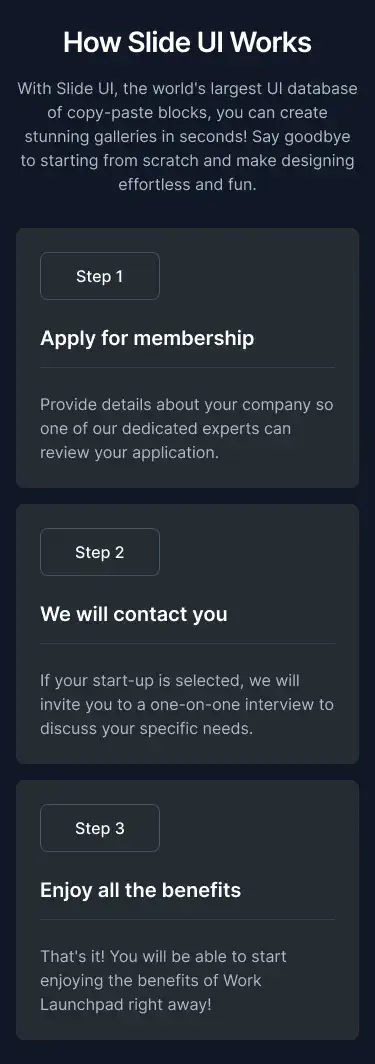 How Slide UI Works
With Slide UI, the world's largest UI database
of copy-paste blocks, you can create
stunning galleries in seconds! Say goodbye
to starting from scratch and make designing
effortless and fun.
Step 1
Apply for membership
Provide details about your company so
one of our dedicated experts can
review your application.
Step 2
We will contact you
If your start-up is selected, we will
invite you to a one-on-one interview to
discuss your specific needs.
Step 3
Enjoy all the benefits
That's it! You will be able to start
enjoying the benefits of Work
Launchpad right away!